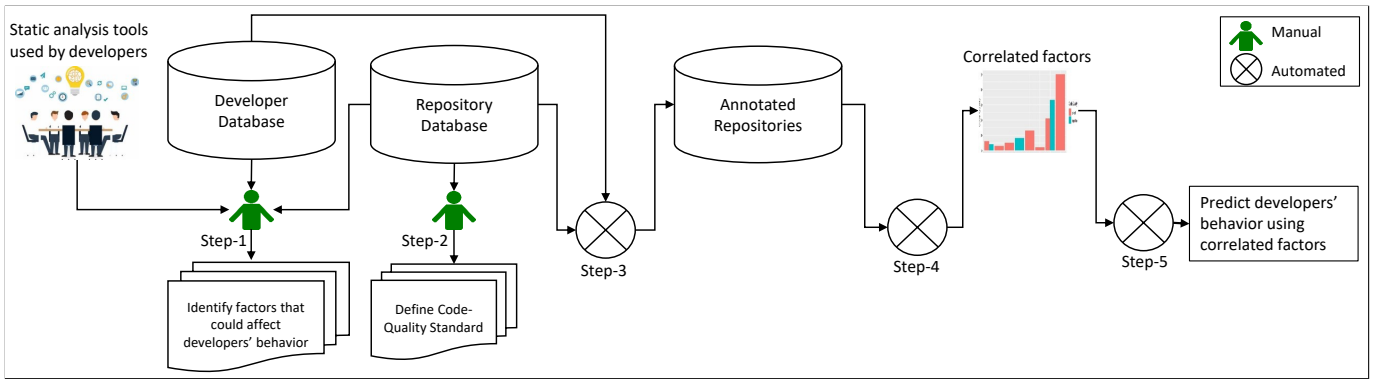 Static analysis tools
used by developers
Developer
Database
Repository
Database
Annotated
Repositories
Correlated factors
Manual
Automated
Step-1
Step-2
Step-3
Step-4
Step-5
Predict developers’
behavior using
correlated factors
Identify factors that
could affect
developers’ behavior
Define Code-
Quality Standard